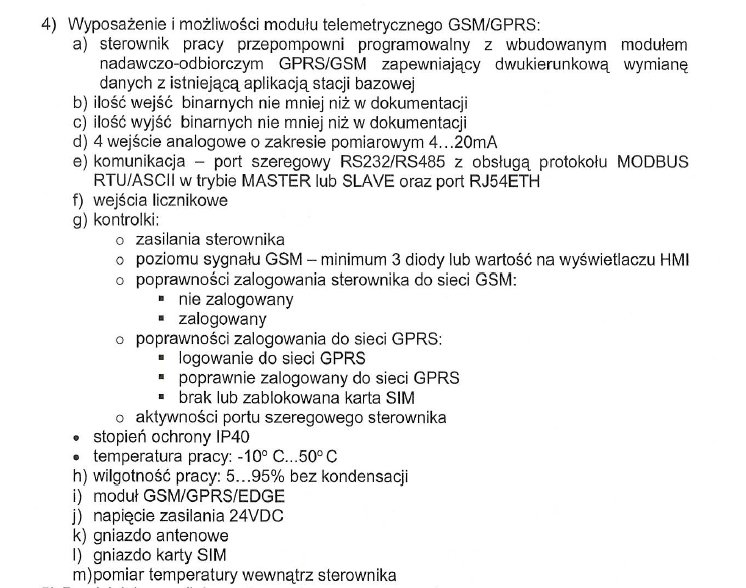 4) Wyposażenie i możliwości modułu telemetrycznego GSM/GPRS:
a) sterownik pracy przepompowni programowalny z wbudowanym modułem
nadawczo-odbiorczym GPRS/GSM zapewniający dwukierunkową wymianę
danych z istniejącą aplikacją stacji bazowej
b) ilość wejść binarnych nie mniej niż w dokumentacji
c) ilość wyjść binarnych nie mniej niż w dokumentacji
d) 4 wejście analogowe o zakresie pomiarowym 4...20mA
e) komunikacja – port szeregowy RS232/RS485 z obsługą protokołu MODBUS
RTU/ASCII w trybie MASTER lub SLAVE oraz port RJ54ETH
f) wejścia licznikowe
g) kontrolki:
o zasilania sterownika
o poziomu sygnału GSM – minimum 3 diody lub wartość na wyświetlaczu HMI
o poprawności zalogowania sterownika do sieci GSM:
▪ nie zalogowany
▪ zalogowany
o poprawności zalogowania do sieci GPRS:
▪ logowanie do sieci GPRS
▪ poprawnie zalogowany do sieci GPRS
▪ brak lub zablokowana karta SIM
o aktywności portu szeregowego sterownika
• stopień ochrony IP40
• temperatura pracy: -10º C...50º C
h) wilgotność pracy: 5...95% bez kondensacji
i) moduł GSM/GPRS/EDGE
j) napięcie zasilania 24VDC
k) gniazdo antenowe
l) gniazdo karty SIM
m)pomiar temperatury wewnątrz sterownika